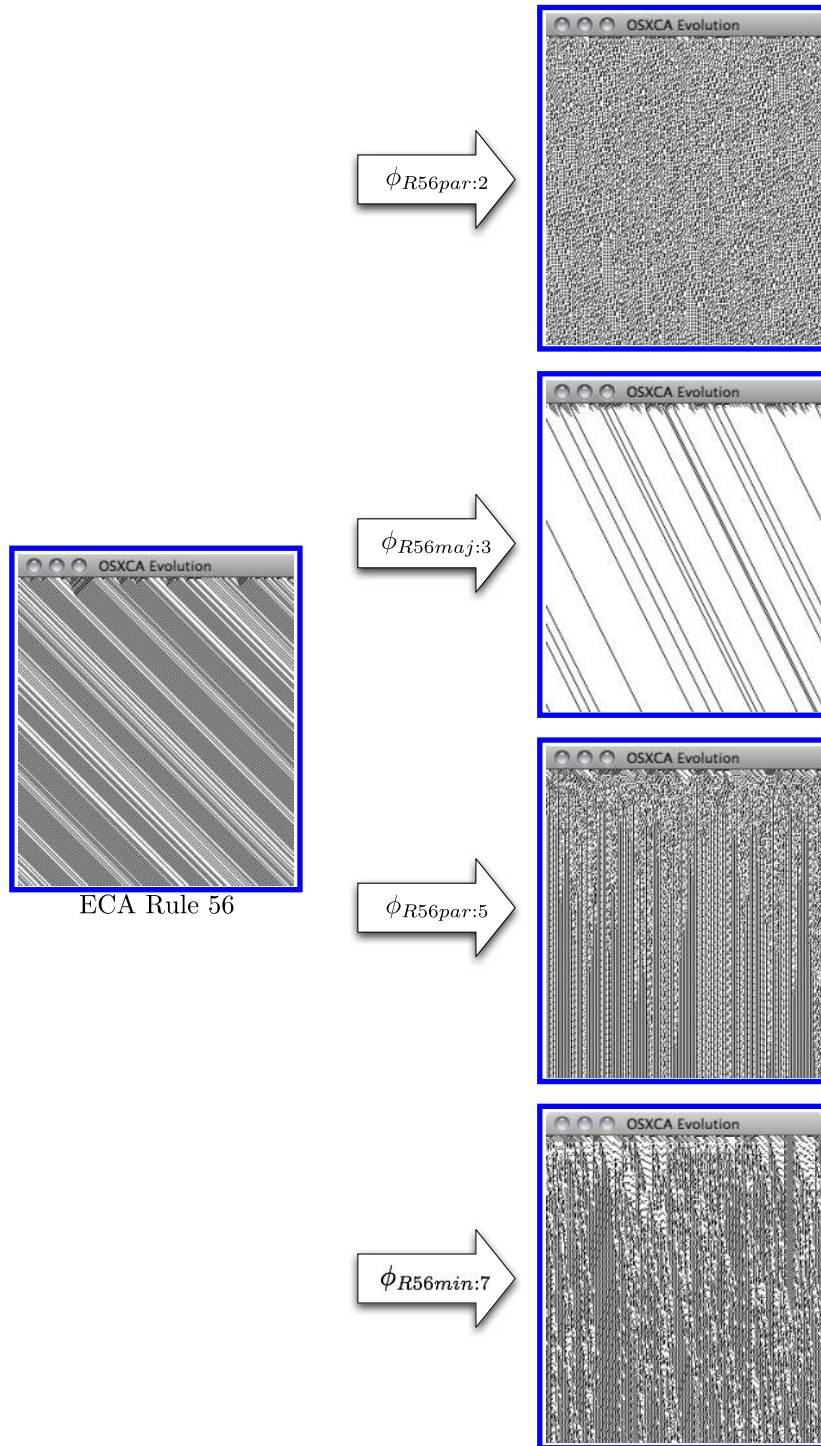 OSXCA Evolution
ϕR56par:2
OSXCA Evolution
ϕR56maj:3
OSXCA Evolution
ECA Rule 56
OSXCA Evolution
ϕR56par:5
OSXCA Evolution
ϕR56min:7